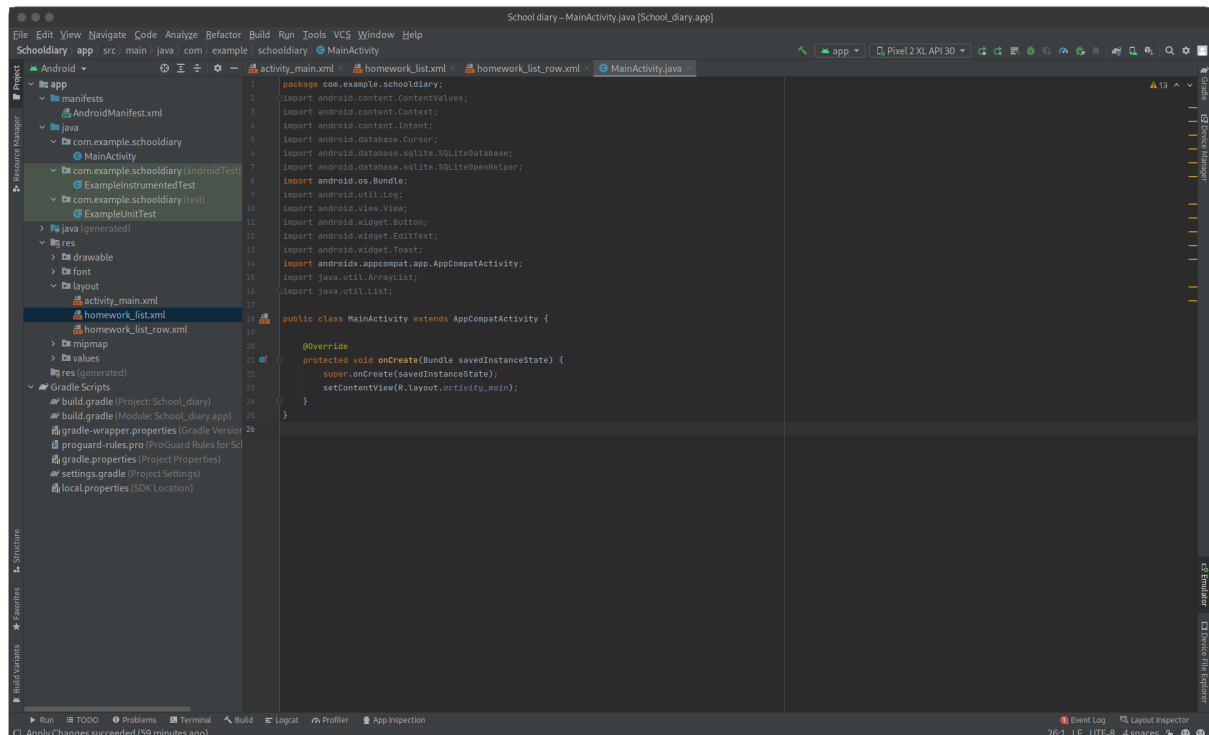 School diary – MainActivity.java [School_diary.app]
File Edit View Navigate Code Analyze Refactor Build Run Tools VCS Window Help
Schooldiary app src main java com example schooldiary MainActivity
app Pixel 2 XL API 30
Android
activity_main.xml homework_list.xml homework_list_row.xml MainActivity.java
Project
Resource Manager
Structure
Favorites
Build Variants
app
manifests
AndroidManifest.xml
java
com.example.schooldiary
MainActivity
com.example.schooldiary (androidTest)
ExampleInstrumentedTest
com.example.schooldiary (test)
ExampleUnitTest
java (generated)
res
drawable
font
layout
activity_main.xml
homework_list.xml
homework_list_row.xml
mipmap
values
res (generated)
Gradle Scripts
build.gradle (Project: School_diary)
build.gradle (Module: School_diary.app)
gradle-wrapper.properties (Gradle Version
proguard-rules.pro (ProGuard Rules for Scl
gradle.properties (Project Properties)
settings.gradle (Project Settings)
local.properties (SDK Location)
1 package com.example.schooldiary;
2 import android.content.ContentValues;
3 import android.content.Context;
4 import android.content.Intent;
5 import android.database.Cursor;
6 import android.database.sqlite.SQLiteDatabase;
7 import android.database.sqlite.SQLiteOpenHelper;
8 import android.os.Bundle;
9 import android.util.Log;
10 import android.view.View;
11 import android.widget.Button;
12 import android.widget.EditText;
13 import android.widget.Toast;
14 import androidx.appcompat.app.AppCompatActivity;
15 import java.util.ArrayList;
16 import java.util.List;
17
18 public class MainActivity extends AppCompatActivity {
19
20 @Override
21 protected void onCreate(Bundle savedInstanceState) {
22 super.onCreate(savedInstanceState);
23 setContentView(R.layout.activity_main);
24 }
25 }
26
13
Gradle
Device Manager
Emulator
Device File Explorer
Run TODO Problems Terminal Build Logcat Profiler App Inspection
1 Event Log Layout Inspector
Apply Changes succeeded (59 minutes ago)
26:1 LF UTF-8 4 spaces